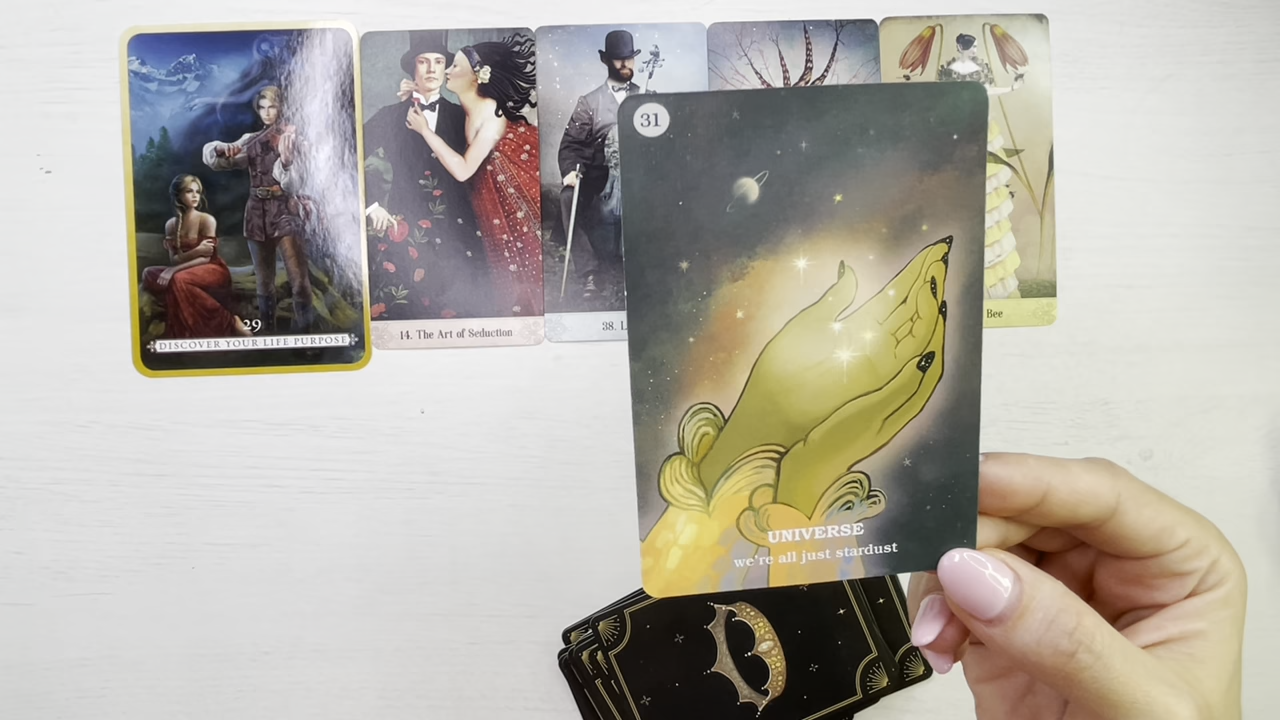 29
DISCOVER YOUR LIFE PURPOSE
14. The Art of Seduction
38. L
Bee
31
UNIVERSE
we're all just stardust